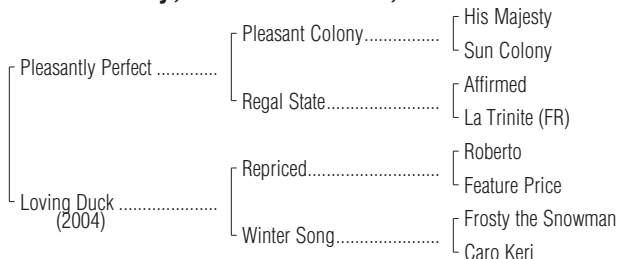 His Majesty
Pleasant Colony................
Sun Colony
Pleasantly Perfect .............
Affirmed
Regal State........................
La Trinite (FR)
Roberto
Repriced............................
Feature Price
Loving Duck .....................
(2004)
Frosty the Snowman
Winter Song......................
Caro Keri